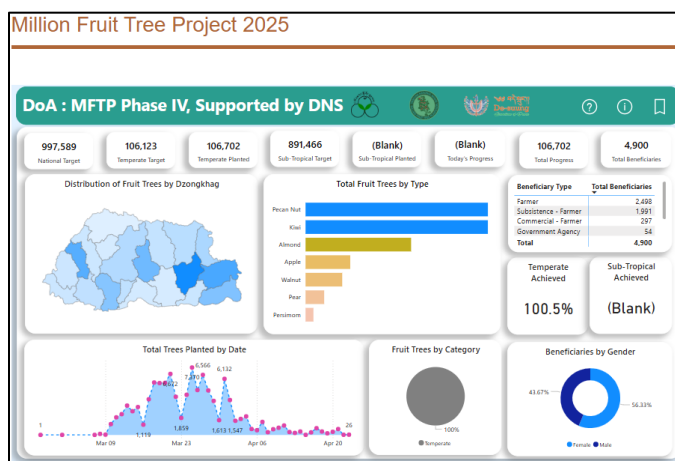 Million Fruit Tree Project 2025
DoA : MFTP Phase IV, Supported by DNS
997,589
National Target
106,123
Temperate Target
106,702
Temperate Planted
891,466
Sub-Tropical Target
(Blank)
Sub-Tropical Planted
(Blank)
Today's Progress
106,702
Total Progress
4,900
Total Beneficiaries
Distribution of Fruit Trees by Dzongkhag
Total Fruit Trees by Type
Pecan Nut
Kiwi
Almond
Apple
Walnut
Pear
Persimom
Beneficiary Type Total Beneficiaries
Farmer 2,498
Subsistence - Farmer 1,991
Commercial - Farmer 297
Government Agency 54
Total 4,900
Temperate Achieved
100.5%
Sub-Tropical Achieved
(Blank)
Total Trees Planted by Date
6,566
6,132
1
1,119
1,859
1,613 1,547
26
Mar 09 Mar 23 Apr 06 Apr 20
Fruit Trees by Category
100%
Temperate
Beneficiaries by Gender
43.67%
56.33%
Female Male